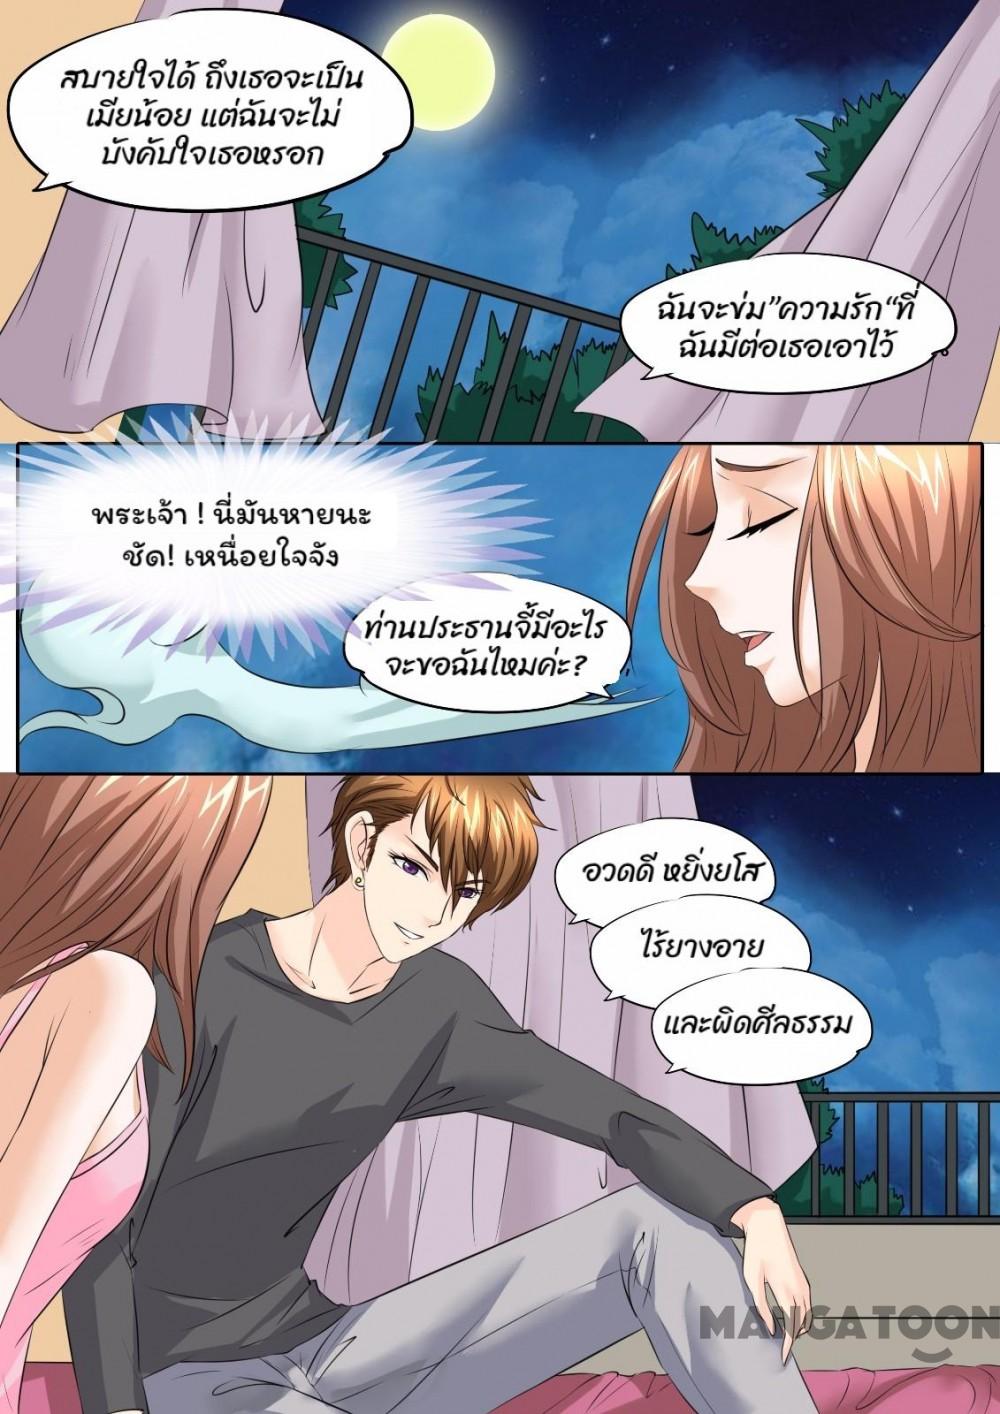 สบายใจได้ ถึงเธอจะเป็น
เมียน้อย แต่ฉันจะไม่
บังคับใจเธอหรอก
ฉันจะข่ม”ความรัก“ที่
ฉันมีต่อเธอเอาไว้
พระเจ้า ! นี่มันหายนะ
ชัด! เหนื่อยใจจัง
ท่านประธานจี้มีอะไร
จะขอฉันไหมค่ะ?
อวดดี หยิ่งยโส
ไร้ยางอาย
และผิดศีลธรรม
MANGATOON